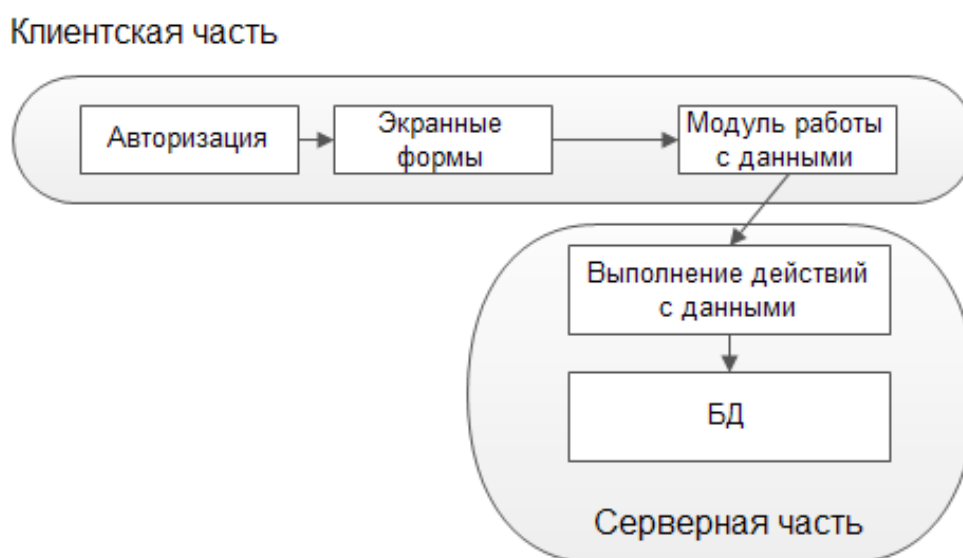 Клиентская часть
Авторизация
Экранные
формы
Модуль работы
с данными
Выполнение действий
с данными
БД
Серверная часть